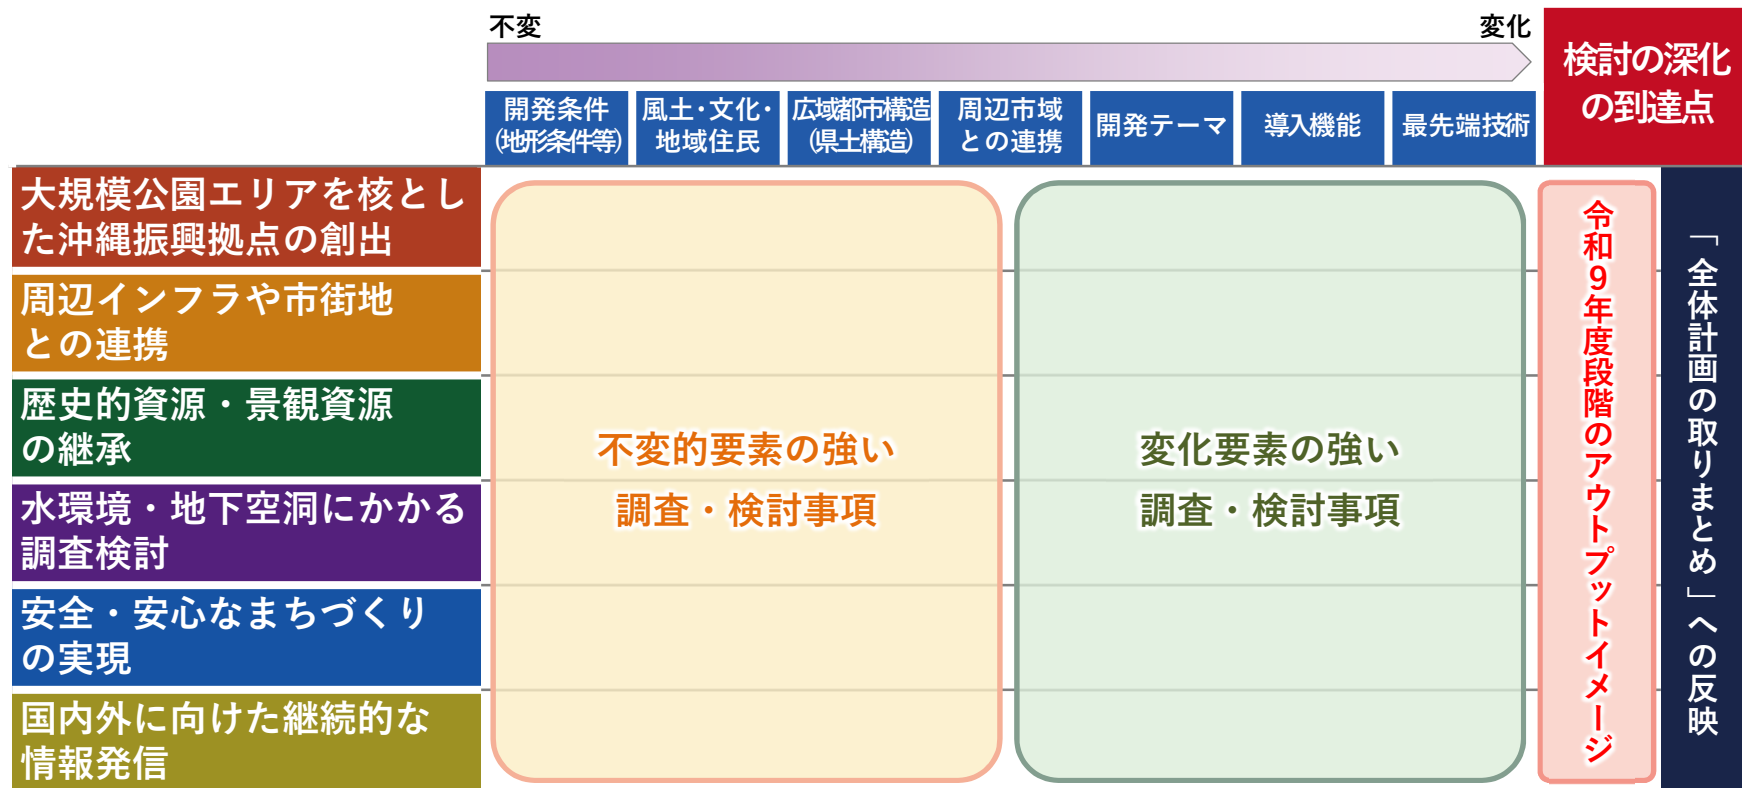 不変
変化
検討の深化
の到達点
開発条件
(地形条件等)
風土・文化・
地域住民
広域都市構造
(県土構造)
周辺市域
との連携
開発テーマ
導入機能
最先端技術
大規模公園エリアを核とし
た沖縄振興拠点の創出
周辺インフラや市街地
との連携
歴史的資源・景観資源
の継承
水環境・地下空洞にかかる
調査検討
安全・安心なまちづくり
の実現
国内外に向けた継続的な
情報発信
不変的要素の強い
調査・検討事項
変化要素の強い
調査・検討事項
令和9年度段階のアウトプットイメージ
「全体計画の取りまとめ」への反映